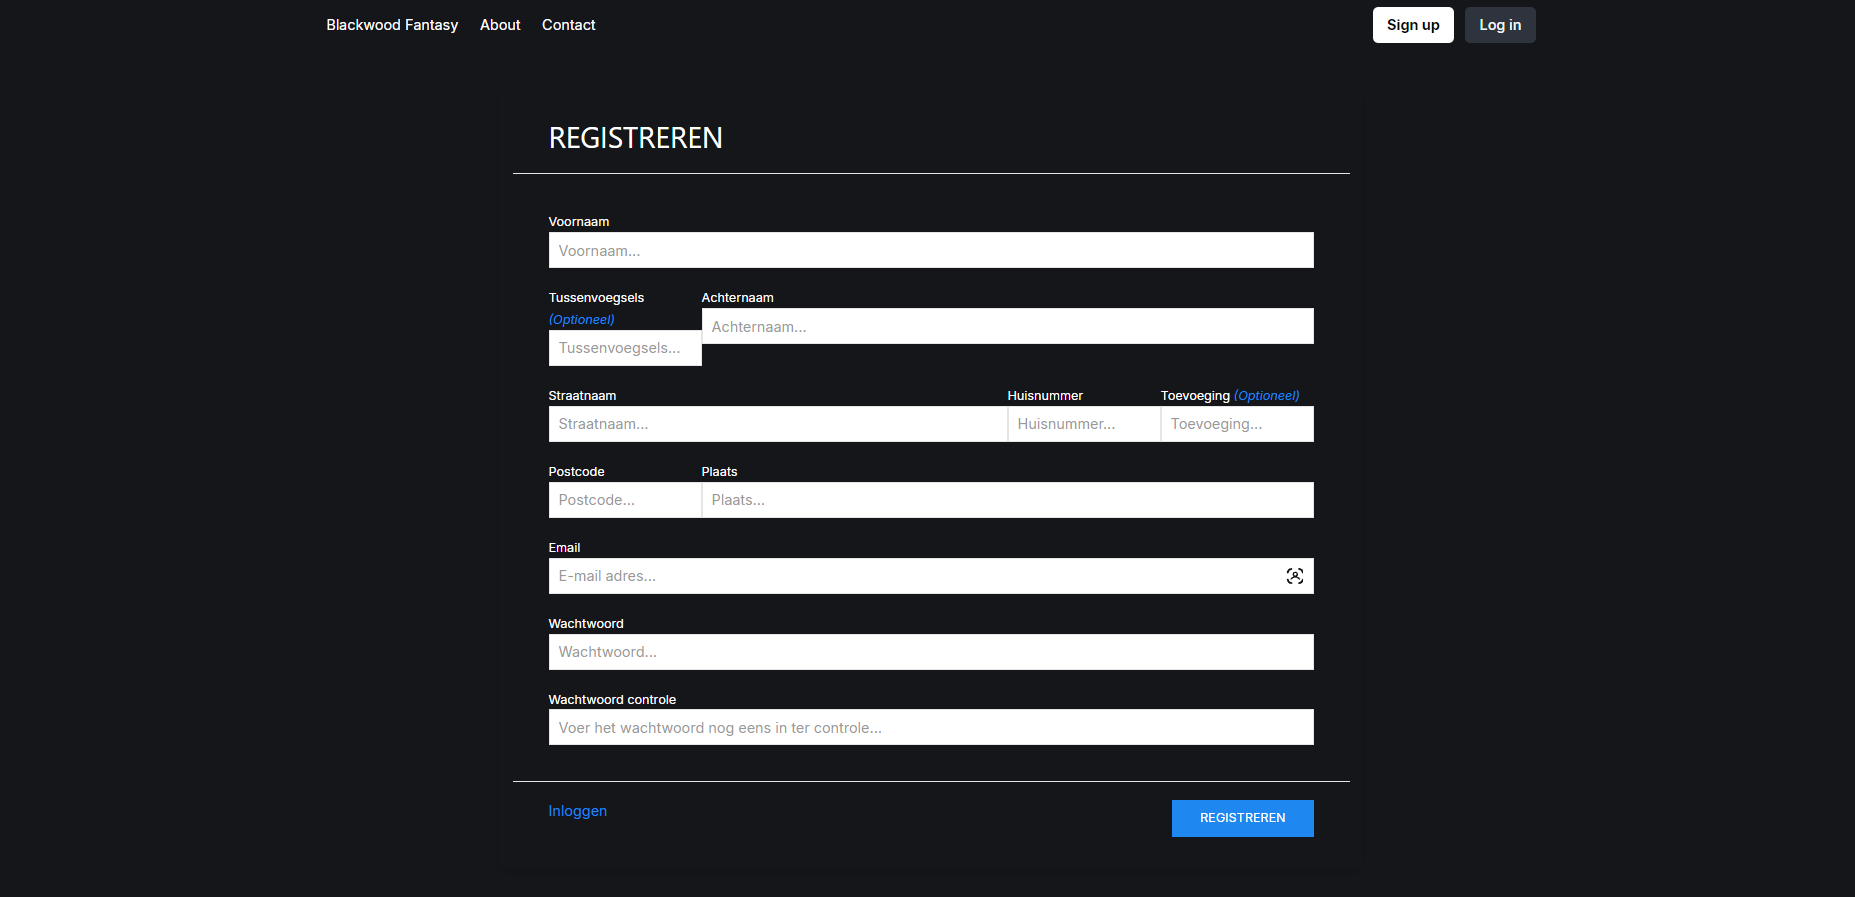 Blackwood Fantasy About Contact Sign up Log in
REGISTREREN
Voornaam
Voornaam...
Tussenvoegsels Achternaam
(Optioneel)
Achternaam...
Tussenvoegsels...
Straatnaam Huisnummer Toevoeging (Optioneel)
Straatnaam... Huisnummer... Toevoeging...
Postcode Plaats
Postcode... Plaats...
Email
E-mail adres...
Wachtwoord
Wachtwoord...
Wachtwoord controle
Voer het wachtwoord nog eens in ter controle...
Inloggen REGISTREREN